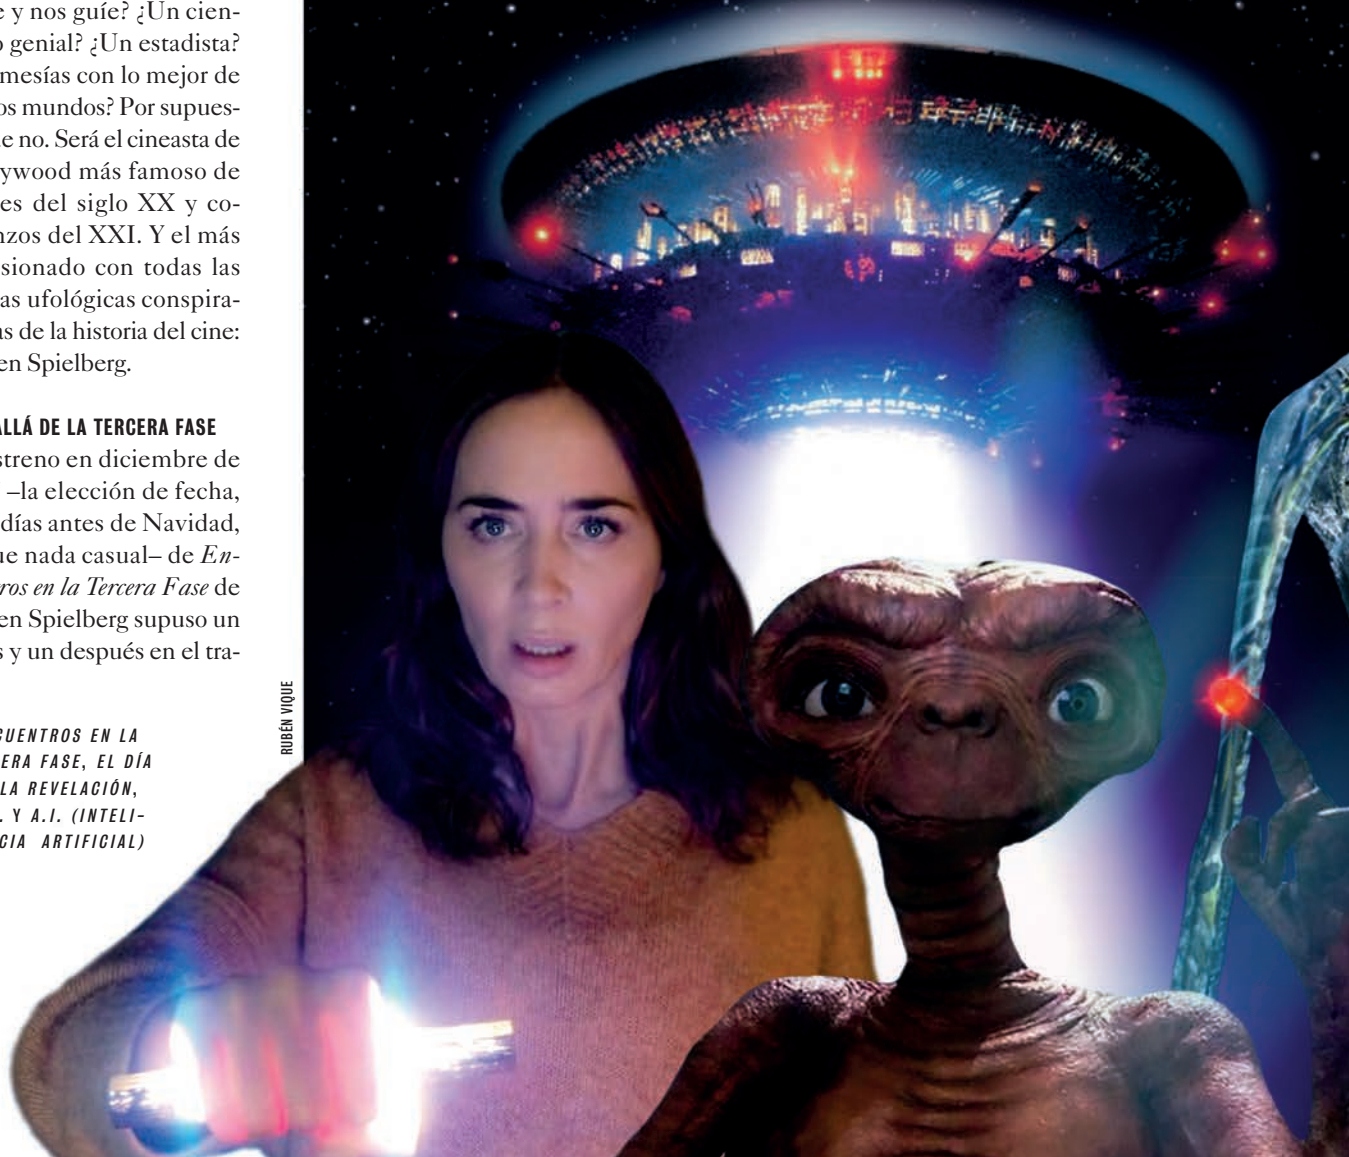 e y nos guíe? ¿Un cien-
o genial? ¿Un estadista?
mesías con lo mejor de
os mundos? Por supues-
e no. Será el cineasta de
ywood más famoso de
es del siglo XX y co-
nzos del XXI. Y el más
sionado con todas las
as ufológicas conspira-
as de la historia del cine:
en Spielberg.
ALLÁ DE LA TERCERA FASE
streno en diciembre de
–la elección de fecha,
días antes de Navidad,
ue nada casual– de En-
ros en la Tercera Fase de
en Spielberg supuso un
s y un después en el tra-
CUENTROS EN LA
ERA FASE, EL DÍA
LA REVELACIÓN,
. Y A.I. (INTELI-
CIA ARTIFICIAL)
RUBÉN VIQUE